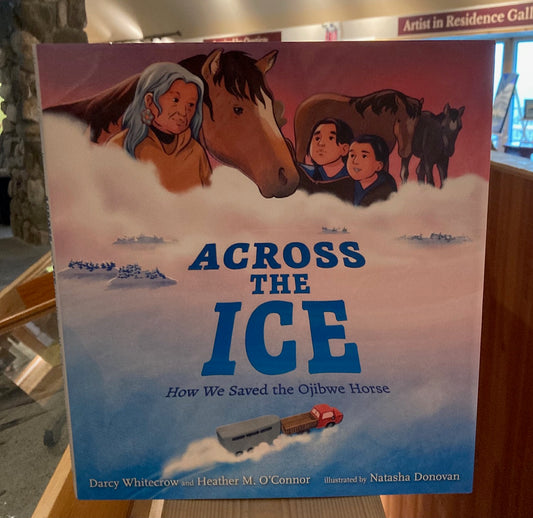 Artist in Residence Gall
ACROSS
THE
ICE
How We Saved the Ojibwe Horse
Darcy Whitecrow and Heather M. O'Connor illustrated by Natasha Donovan